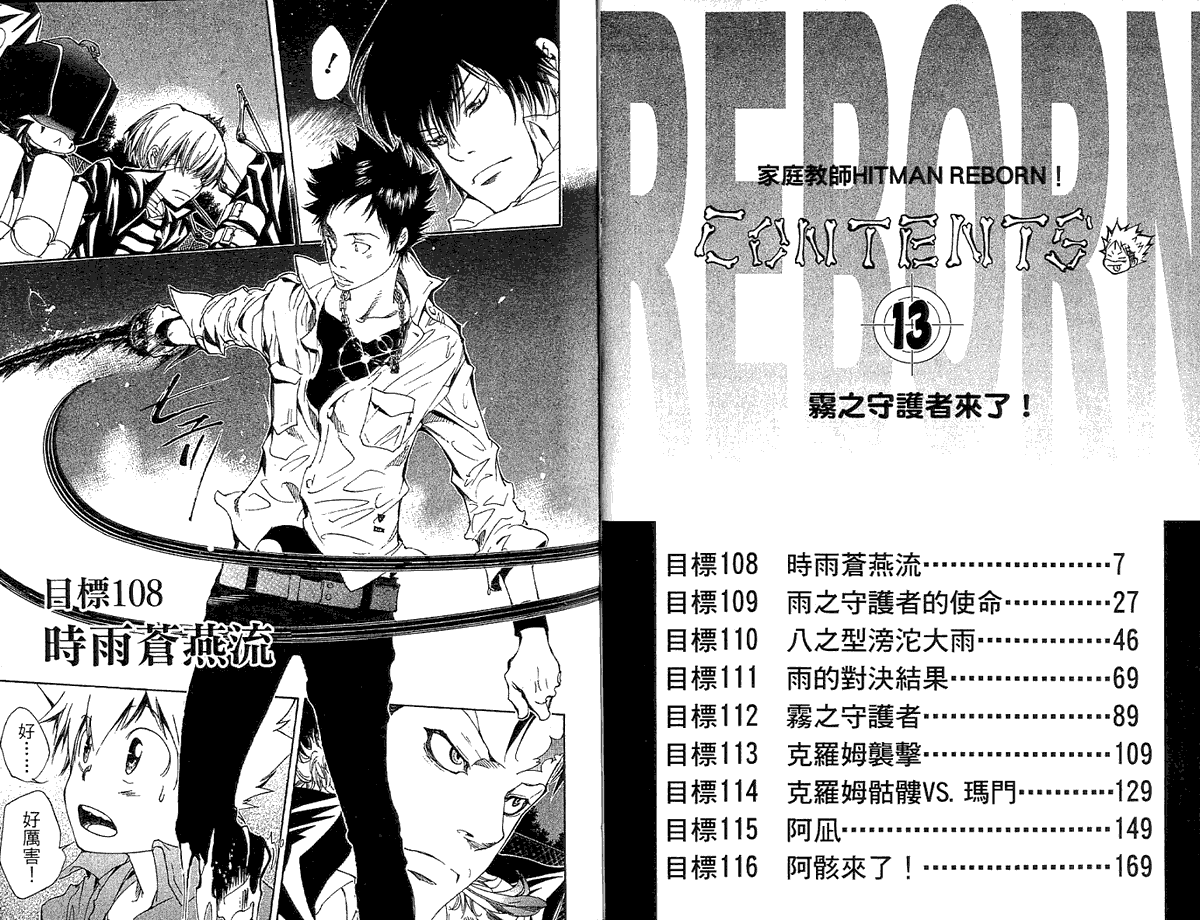 REBORN
家庭教師HITMAN REBORN！
CONTENTS
13
霧之守護者來了！
目標108 時雨蒼燕流……………………7
目標109 雨之守護者的使命……………27
目標110 八之型滂沱大雨………………46
目標111 雨的對決結果…………………69
目標112 霧之守護者……………………89
目標113 克羅姆襲擊……………………109
目標114 克羅姆骷髏VS. 瑪門…………129
目標115 阿凪……………………………149
目標116 阿骸來了！……………………169
！
ヒュッ
目標108
時雨蒼燕流
好……
好厲害！